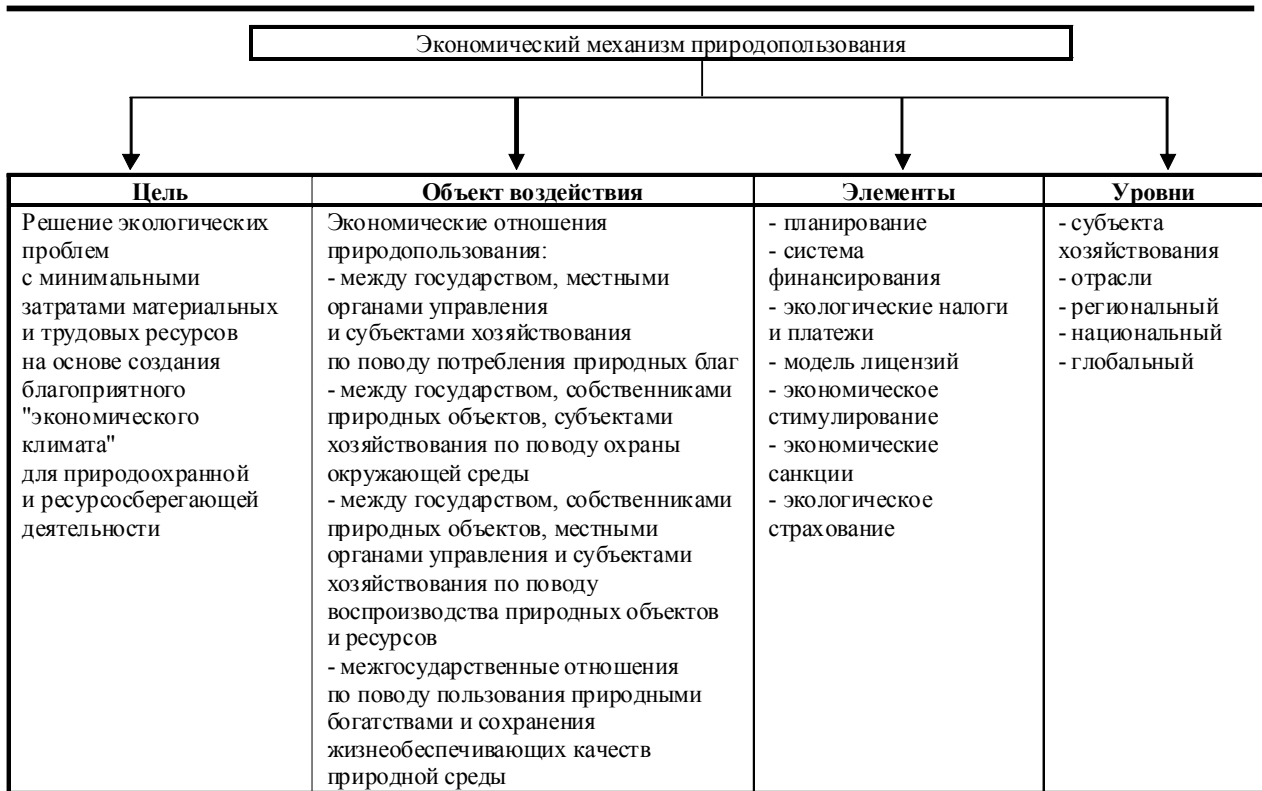 Экономический механизм природопользования
Цель
Решение экологических
проблем
с минимальными
затратами материальных
и трудовых ресурсов
на основе создания
благоприятного
"экономического
климата"
для природоохранной
и ресурсосберегающей
деятельности
Объект воздействия
Экономические отношения
природопользования:
- между государством, местными
органами управления
и субъектами хозяйствования
по поводу потребления природных благ
- между государством, собственниками
природных объектов, субъектами
хозяйствования по поводу охраны
окружающей среды
- между государством, собственниками
природных объектов, местными
органами управления и субъектами
хозяйствования по поводу
воспроизводства природных объектов
и ресурсов
- межгосударственные отношения
по поводу пользования природными
богатствами и сохранения
жизнеобеспечивающих качеств
природной среды
Элементы
- планирование
- система
финансирования
- экологические налоги
и платежи
- модель лицензий
- экономическое
стимулирование
- экономические
санкции
- экологическое
страхование
Уровни
- субъекта
хозяйствования
- отрасли
- региональный
- национальный
- глобальный